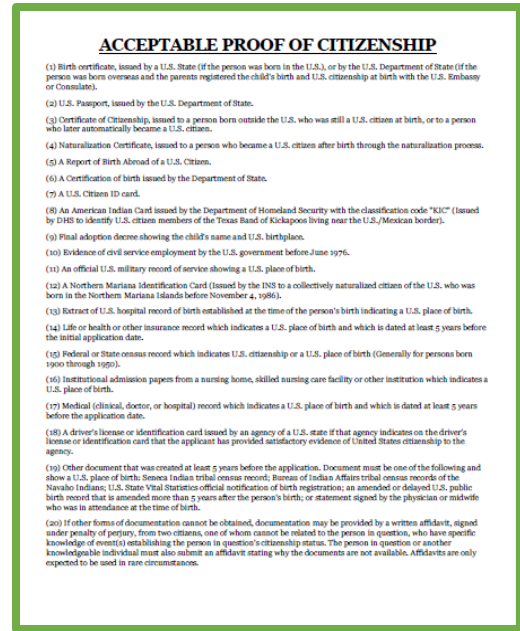 ACCEPTABLE PROOF OF CITIZENSHIP
(1) Birth certificate, issued by a U.S. State (if the person was born in the U.S.), or by the U.S. Department of State (if the
person was born overseas and the parents registered the child's birth and U.S. citizenship at birth with the U.S. Embassy
or Consulate).
(2) U.S. Passport, issued by the U.S. Department of State.
(3) Certificate of Citizenship, issued to a person born outside the U.S. who was still a U.S. citizen at birth, or to a person
who later automatically became a U.S. citizen.
(4) Naturalization Certificate, issued to a person who became a U.S. citizen after birth through the naturalization process.
(5) A Report of Birth Abroad of a U.S. Citizen.
(6) A Certification of birth issued by the Department of State.
(7) A U.S. Citizen ID card.
(8) An American Indian Card issued by the Department of Homeland Security with the classification code "KIC" (Issued
by DHS to identify U.S. citizen members of the Texas Band of Kickapoos living near the U.S./Mexican border).
(9) Final adoption decree showing the child's name and U.S. birthplace.
(10) Evidence of civil service employment by the U.S. government before June 1976.
(11) An official U.S. military record of service showing a U.S. place of birth.
(12) A Northern Mariana Identification Card (Issued by the INS to a collectively naturalized citizen of the U.S. who was
born in the Northern Mariana Islands before November 4, 1986).
(13) Extract of U.S. hospital record of birth established at the time of the person's birth indicating a U.S. place of birth.
(14) Life or health or other insurance record which indicates a U.S. place of birth and which is dated at least 5 years before
the initial application date.
(15) Federal or State census record which indicates U.S. citizenship or a U.S. place of birth (Generally for persons born
1900 through 1950).
(16) Institutional admission papers from a nursing home, skilled nursing care facility or other institution which indicates a
U.S. place of birth.
(17) Medical (clinical, doctor, or hospital) record which indicates a U.S. place of birth and which is dated at least 5 years
before the application date.
(18) A driver's license or identification card issued by an agency of a U.S. state if that agency indicates on the driver's
license or identification card that the applicant has provided satisfactory evidence of United States citizenship to the
agency.
(19) Other document that was created at least 5 years before the application. Document must be one of the following and
show a U.S. place of birth: Seneca Indian tribal census record; Bureau of Indian Affairs tribal census records of the
Navaho Indians; U.S. State Vital Statistics official notification of birth registration; an amended or delayed U.S. public
birth record that is amended more than 5 years after the person's birth; or statement signed by the physician or midwife
who was in attendance at the time of birth.
(20) If other forms of documentation cannot be obtained, documentation may be provided by a written affidavit, signed
under penalty of perjury, from two citizens, one of whom cannot be related to the person in question, who have specific
knowledge of event(s) establishing the person in question's citizenship status. The person in question or another
knowledgeable individual must also submit an affidavit stating why the documents are not available. Affidavits are only
expected to be used in rare circumstances.